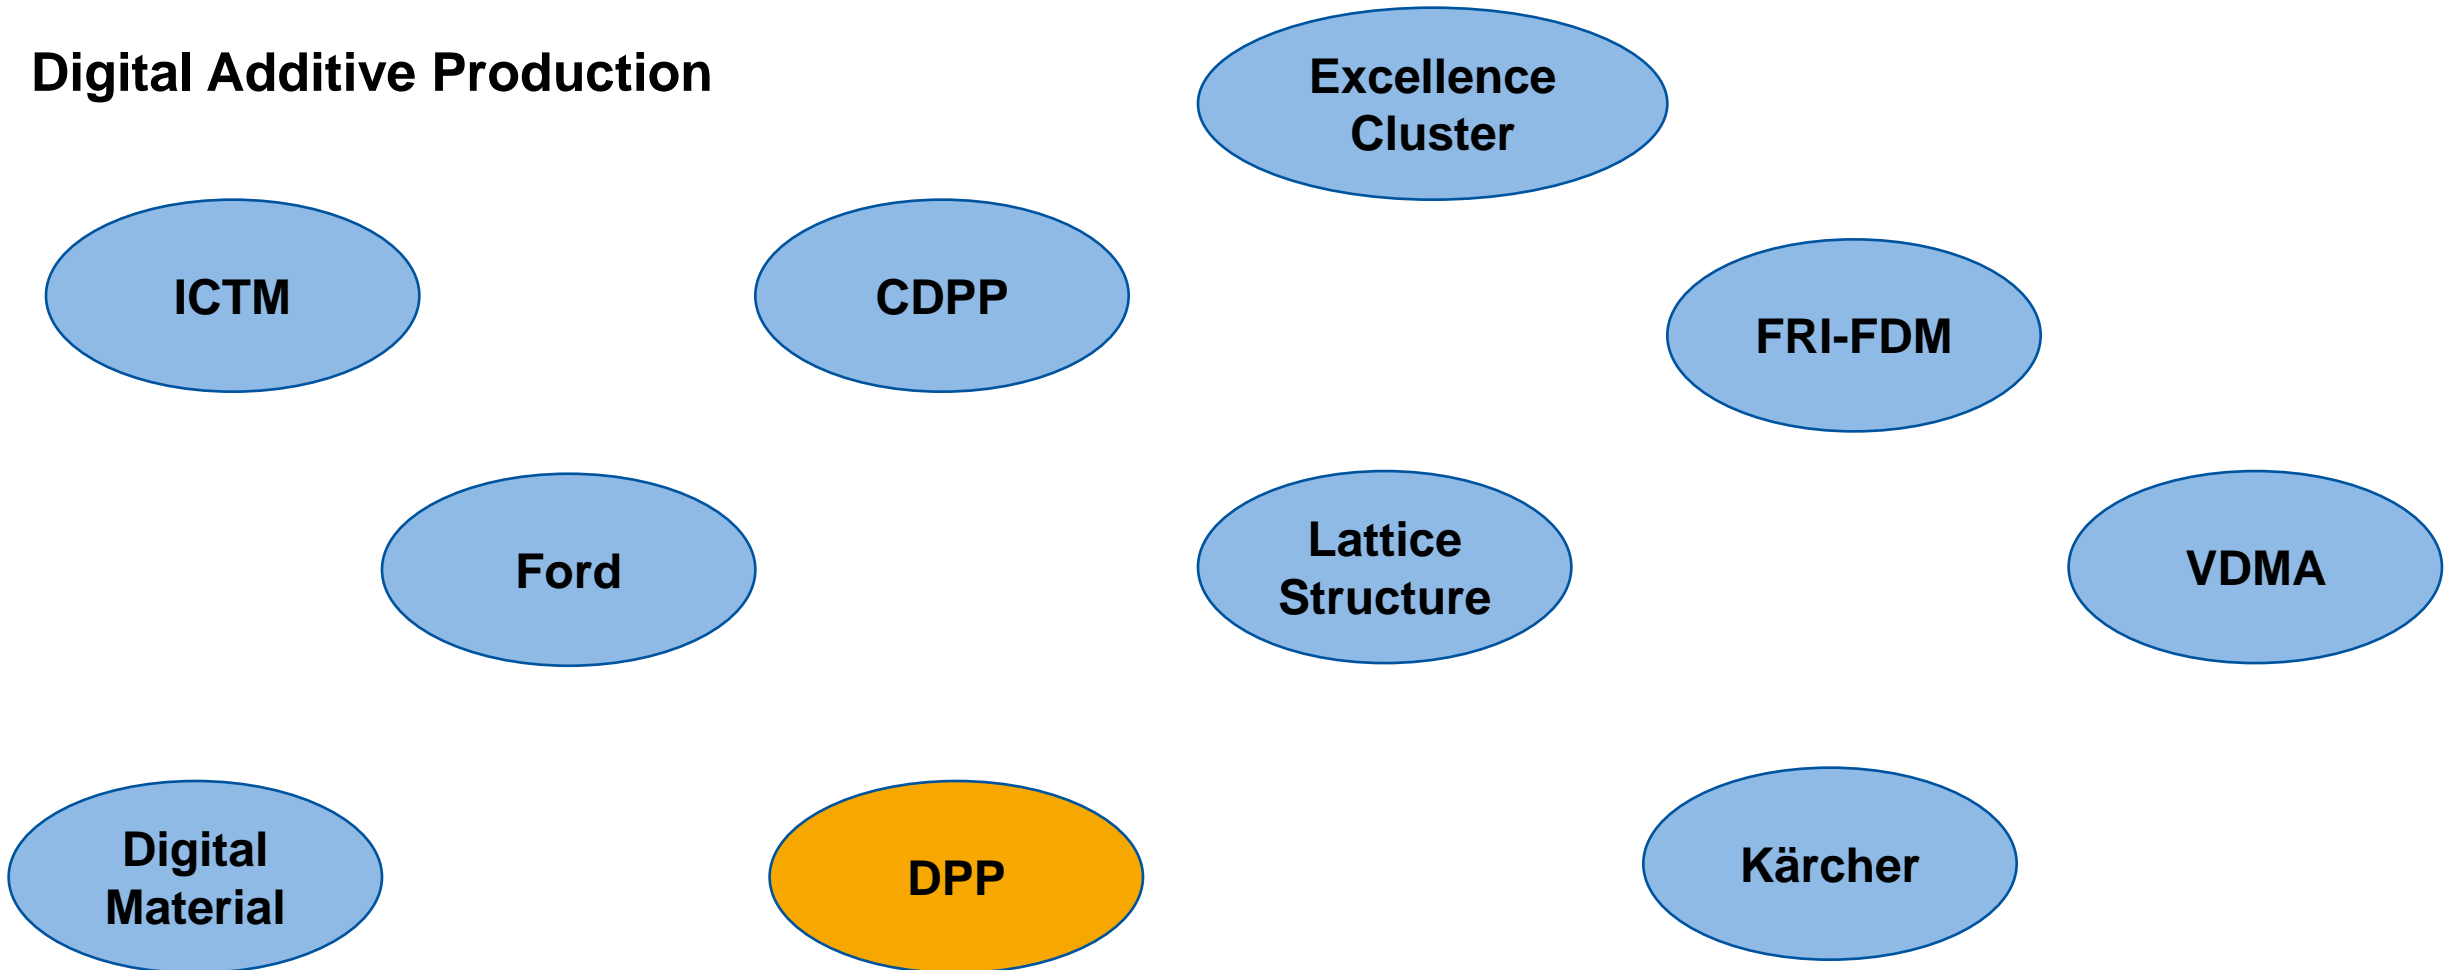 Digital Additive Production
Excellence
Cluster
ICTM
CDPP
FRI-FDM
Ford
Lattice
Structure
VDMA
Digital
Material
DPP
Kärcher